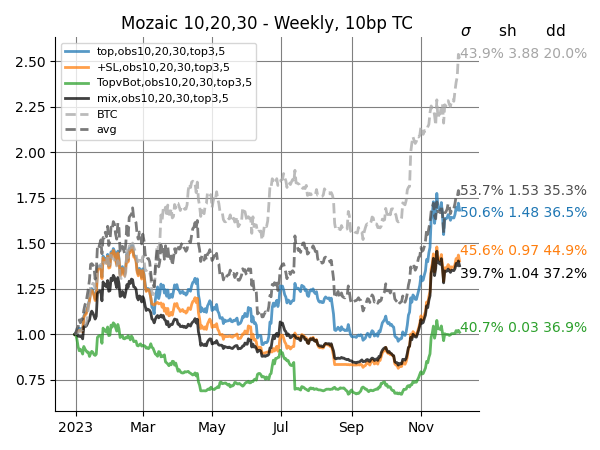 Mozaic 10,20,30 - Weekly, 10bp TC
σ sh dd
top,obs10,20,30,top3,5
+SL,obs10,20,30,top3,5
TopvBot,obs10,20,30,top3,5
mix,obs10,20,30,top3,5
BTC
avg
43.9% 3.88 20.0%
53.7% 1.53 35.3%
50.6% 1.48 36.5%
45.6% 0.97 44.9%
39.7% 1.04 37.2%
40.7% 0.03 36.9%
2.50
2.25
2.00
1.75
1.50
1.25
1.00
0.75
2023 Mar May Jul Sep Nov